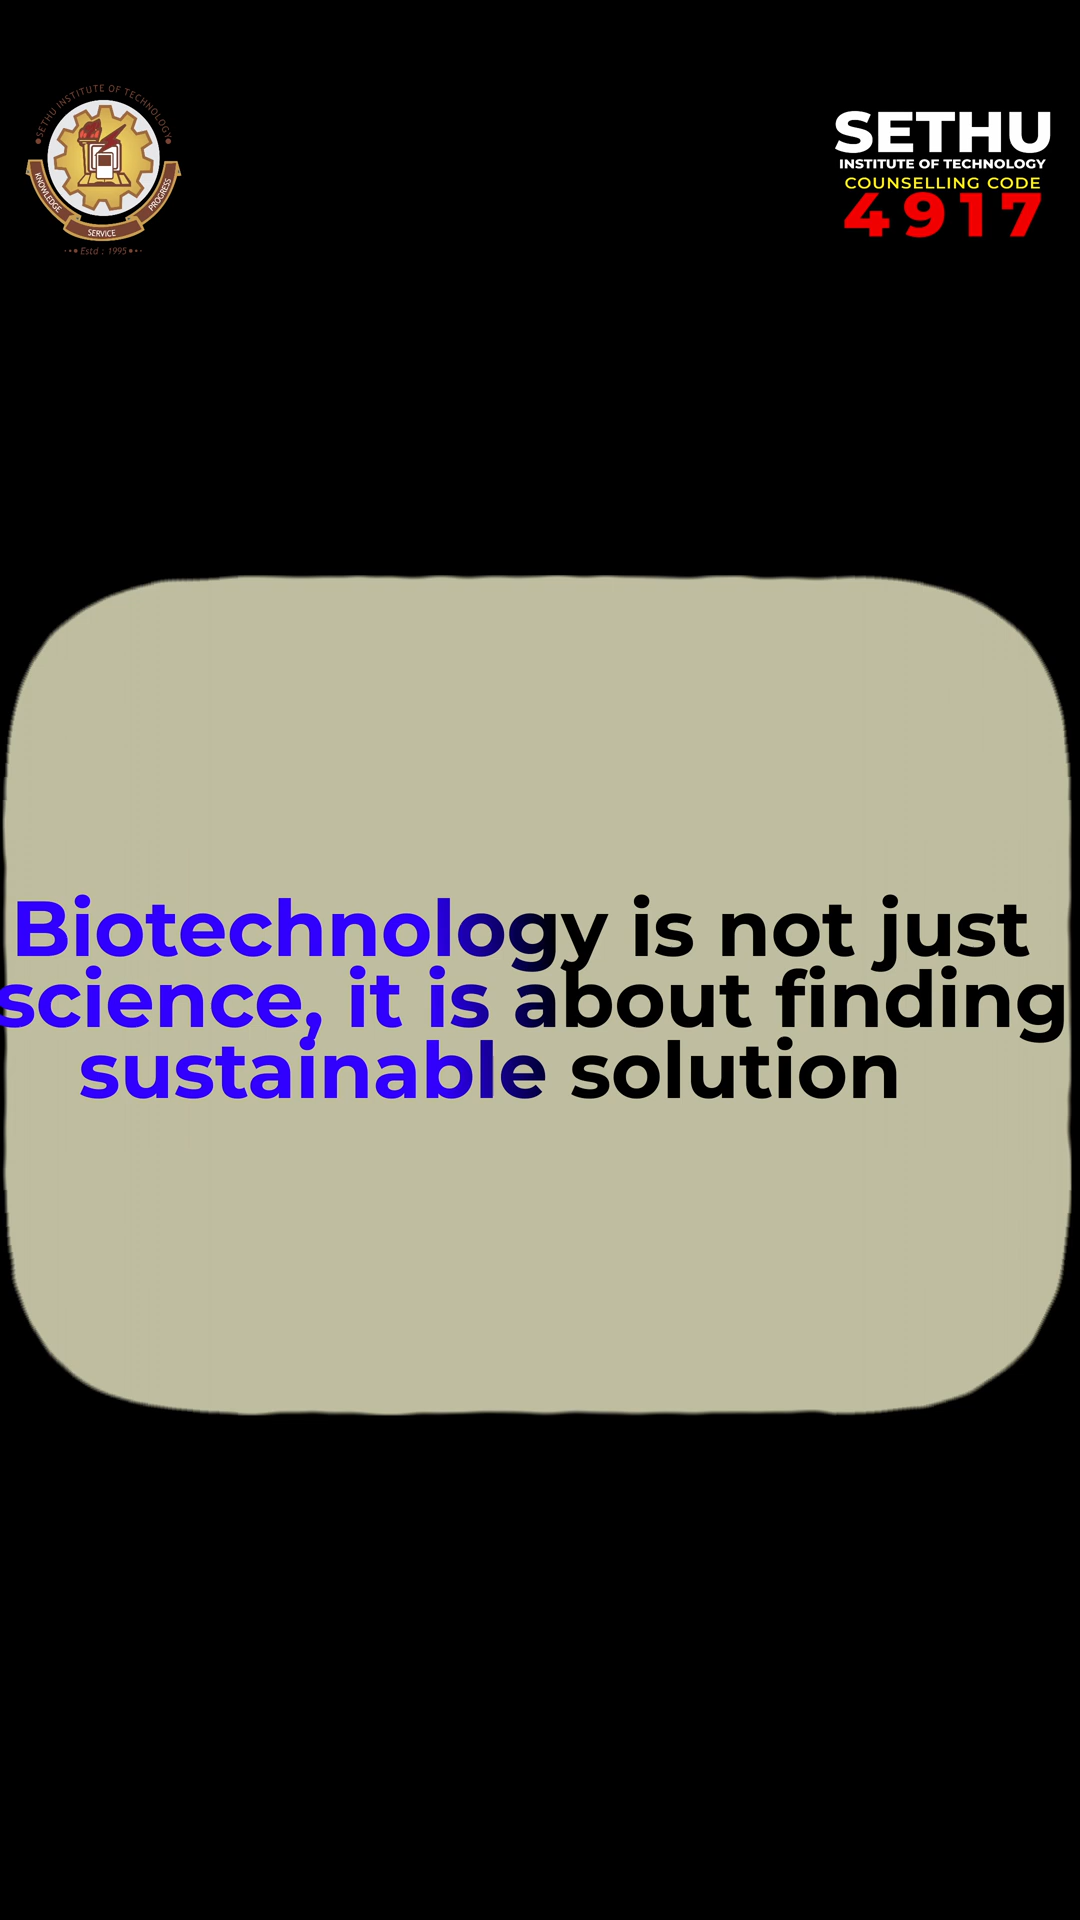 SETHU INSTITUTE OF TECHNOLOGY
KNOWLEDGE
SERVICE
PROGRESS
Estd : 1995
SETHU
INSTITUTE OF TECHNOLOGY
COUNSELLING CODE
4917
Biotechnology is not just
science, it is about finding
sustainable solution